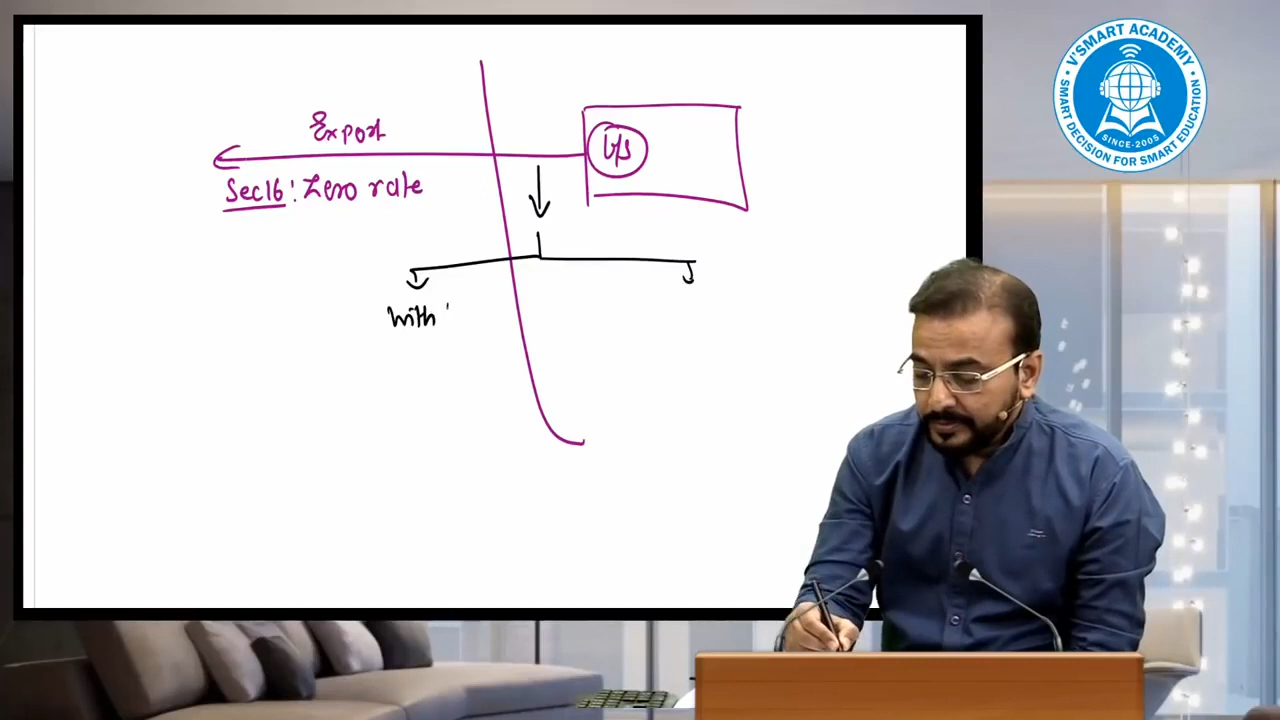 Export
Sec16: Zero rate
with
V'SMART ACADEMY
SMART DECISION FOR SMART EDUCATION
SINCE-2005